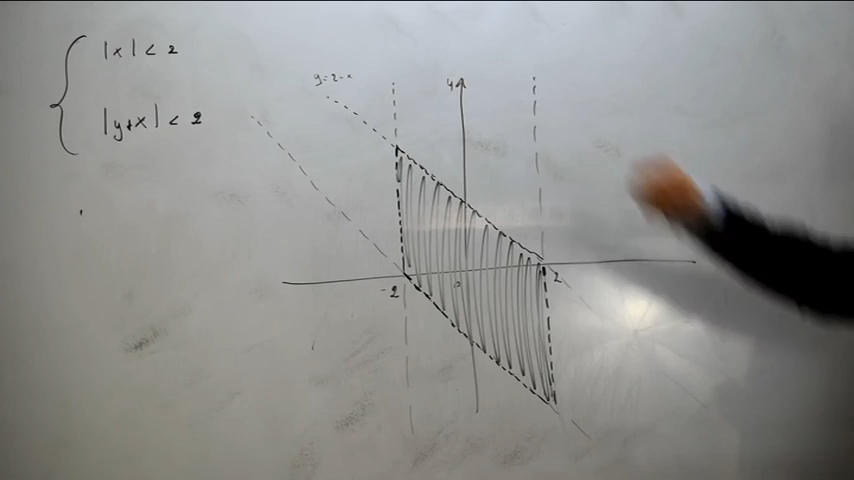 |x| < 2
|y+x| < 2
y=2-x
y
-2
0
2